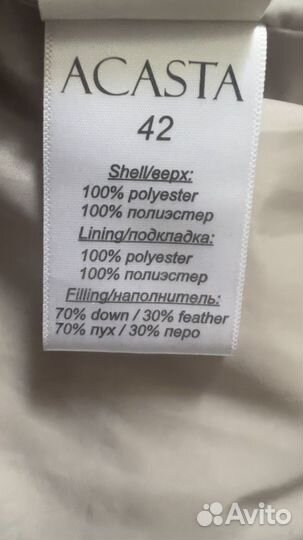 ACASTA
42
Shell/верх:
100% polyester
100% полиэстер
Lining/подкладка:
100% polyester
100% полиэстер
Filling/наполнитель:
70% down / 30% feather
70% пух / 30% перо
Avito